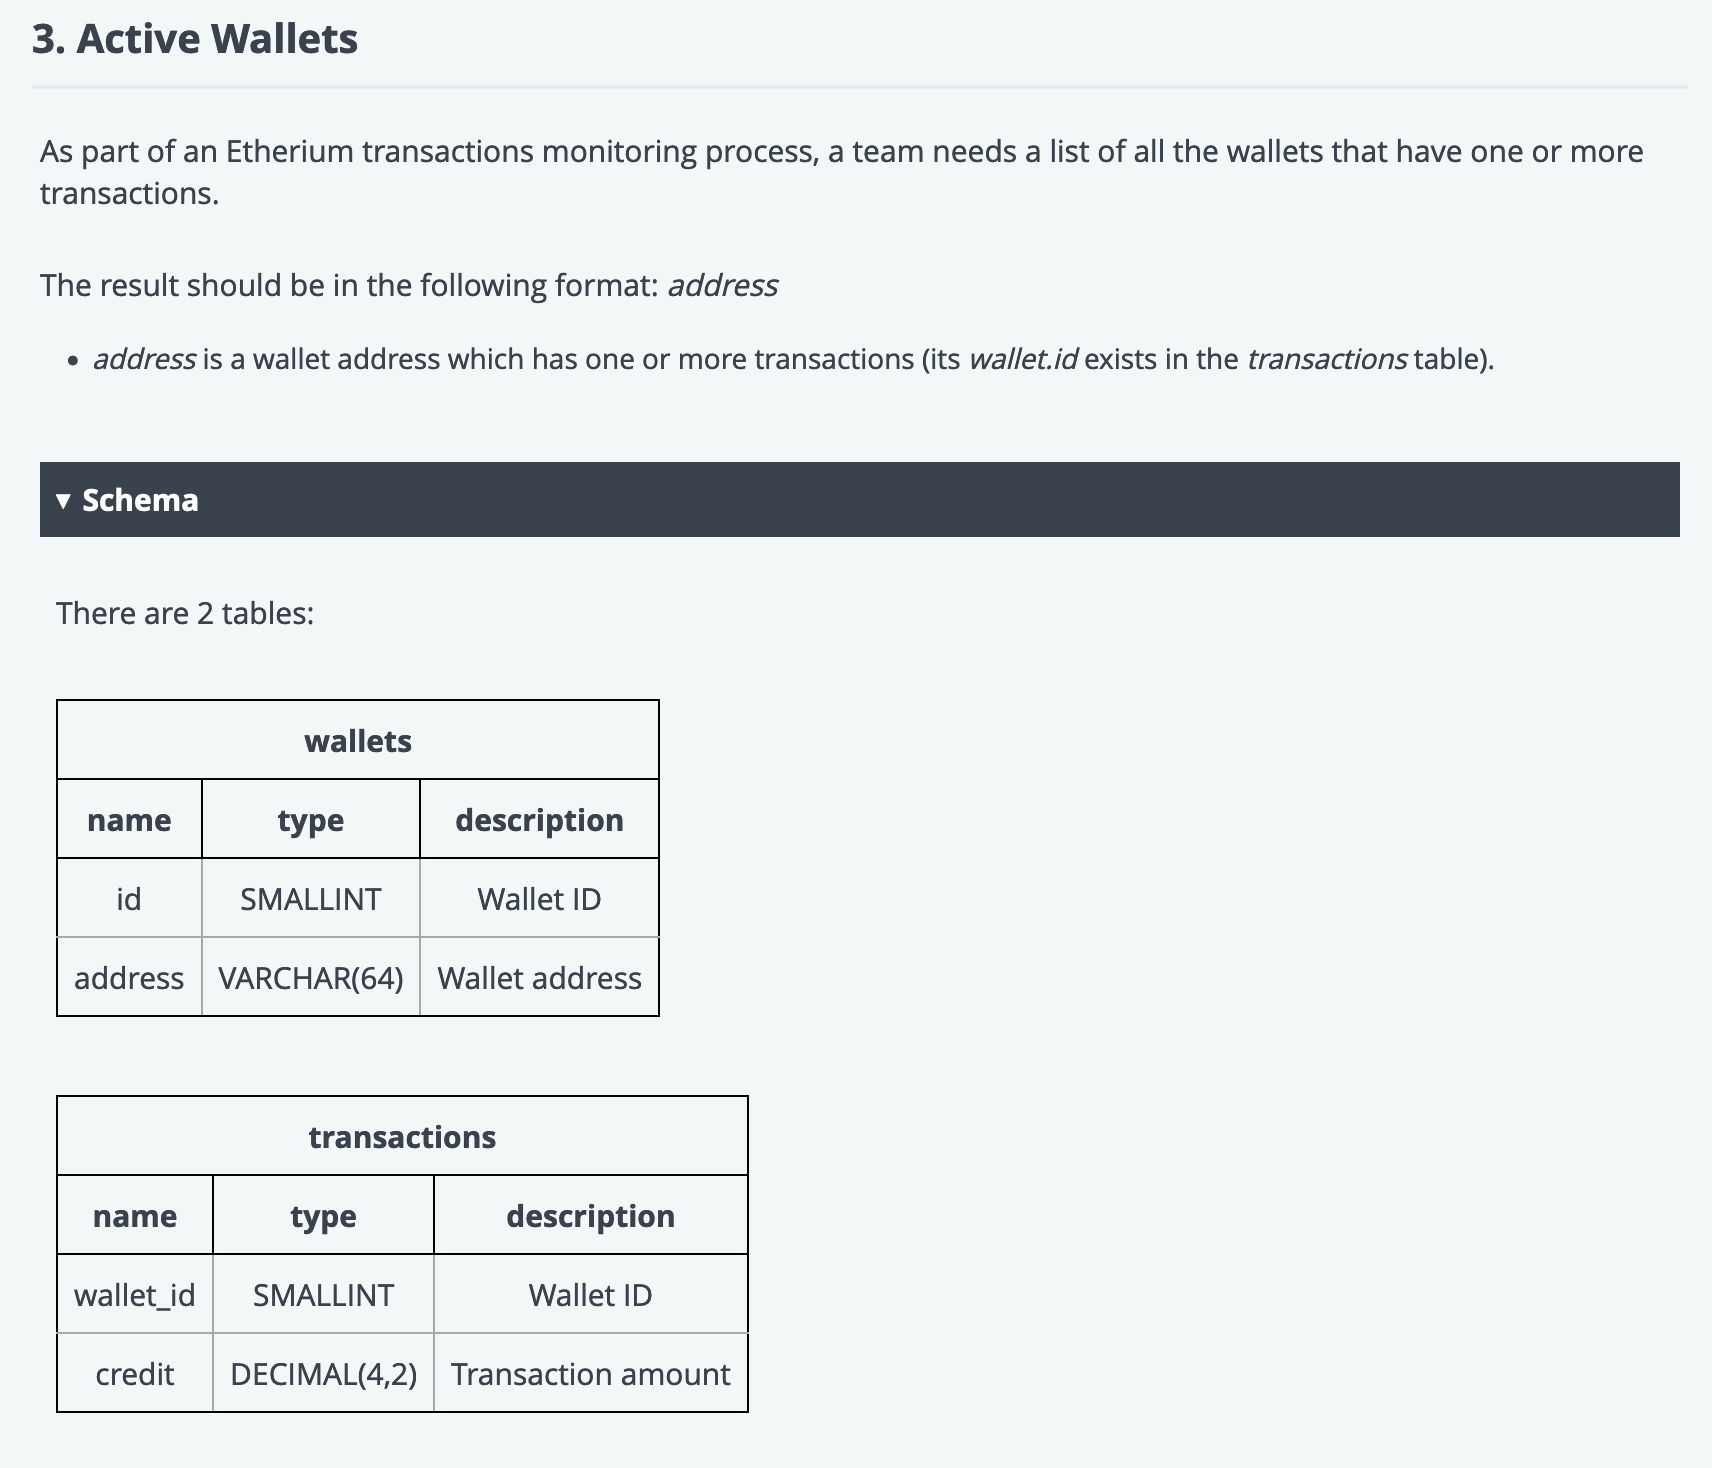 3. Active Wallets
As part of an Etherium transactions monitoring process, a team needs a list of all the wallets that have one or more
transactions.
The result should be in the following format: address
• address is a wallet address which has one or more transactions (its wallet.id exists in the transactions table).
▼ Schema
There are 2 tables:
wallets
name type description
id SMALLINT Wallet ID
address VARCHAR(64) Wallet address
transactions
name type description
wallet_id SMALLINT Wallet ID
credit DECIMAL(4,2) Transaction amount